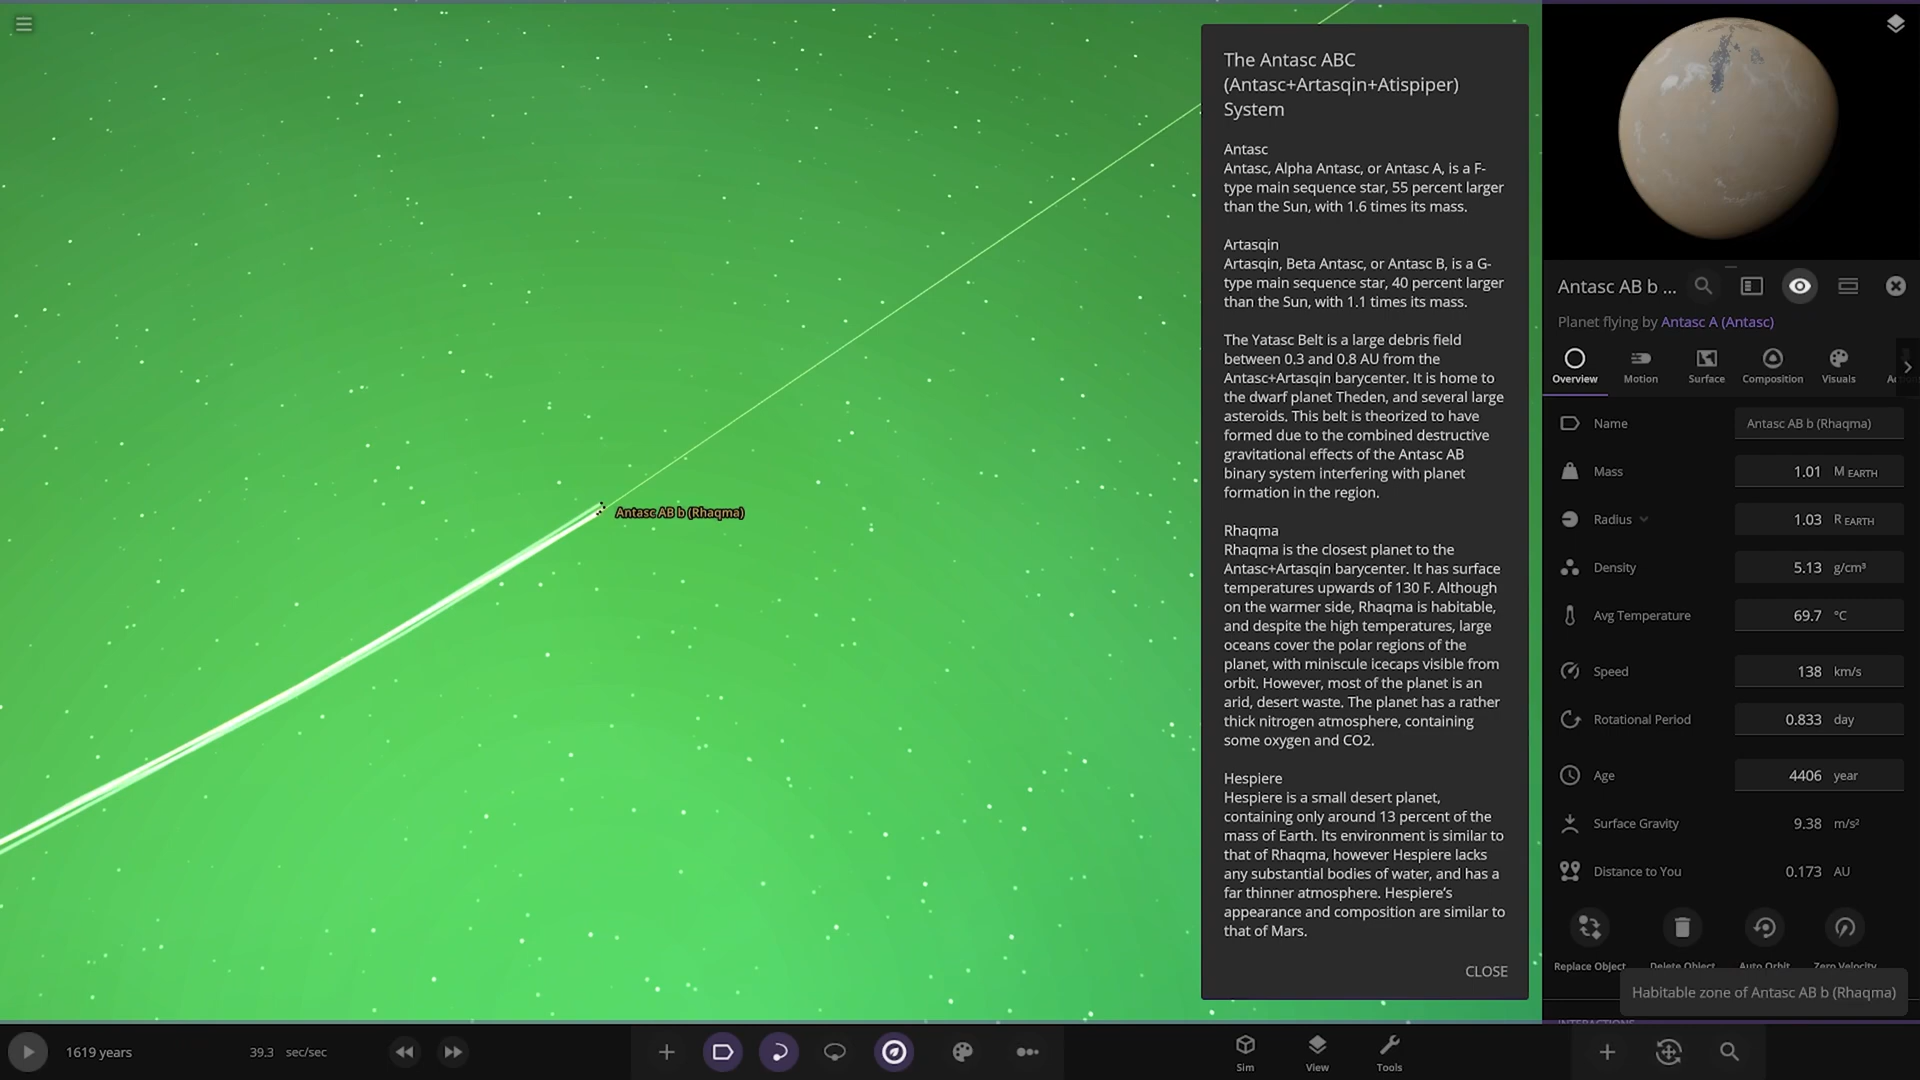 The Antasc ABC
(Antasc+Artasqin+Atispiper)
System
Antasc
Antasc, Alpha Antasc, or Antasc A, is a F-
type main sequence star, 55 percent larger
than the Sun, with 1.6 times its mass.
Artasqin
Artasqin, Beta Antasc, or Antasc B, is a G-
type main sequence star, 40 percent larger
than the Sun, with 1.1 times its mass.
The Yatasc Belt is a large debris field
between 0.3 and 0.8 AU from the
Antasc+Artasqin barycenter. It is home to
the dwarf planet Theden, and several large
asteroids. This belt is theorized to have
formed due to the combined destructive
gravitational effects of the Antasc AB
binary system interfering with planet
formation in the region.
Rhaqma
Rhaqma is the closest planet to the
Antasc+Artasqin barycenter. It has surface
temperatures upwards of 130 F. Although
on the warmer side, Rhaqma is habitable,
and despite the high temperatures, large
oceans cover the polar regions of the
planet, with miniscule icecaps visible from
orbit. However, most of the planet is an
arid, desert waste. The planet has a rather
thick nitrogen atmosphere, containing
some oxygen and CO2.
Hespiere
Hespiere is a small desert planet,
containing only around 13 percent of the
mass of Earth. Its environment is similar to
that of Rhaqma, however Hespiere lacks
any substantial bodies of water, and has a
far thinner atmosphere. Hespiere's
appearance and composition are similar to
that of Mars.
CLOSE
Antasc AB b (Rhaqma)
Antasc AB b ...
Planet flying by Antasc A (Antasc)
Overview Motion Surface Composition Visuals
Name Antasc AB b (Rhaqma)
Mass 1.01 M EARTH
Radius 1.03 R EARTH
Density 5.13 g/cm³
Avg Temperature 69.7 °C
Speed 138 km/s
Rotational Period 0.833 day
Age 4406 year
Surface Gravity 9.38 m/s²
Distance to You 0.173 AU
Replace Object Delete Object Auto Orbit Zero Velocity
Habitable zone of Antasc AB b (Rhaqma)
1619 years 39.3 sec/sec
Sim View Tools